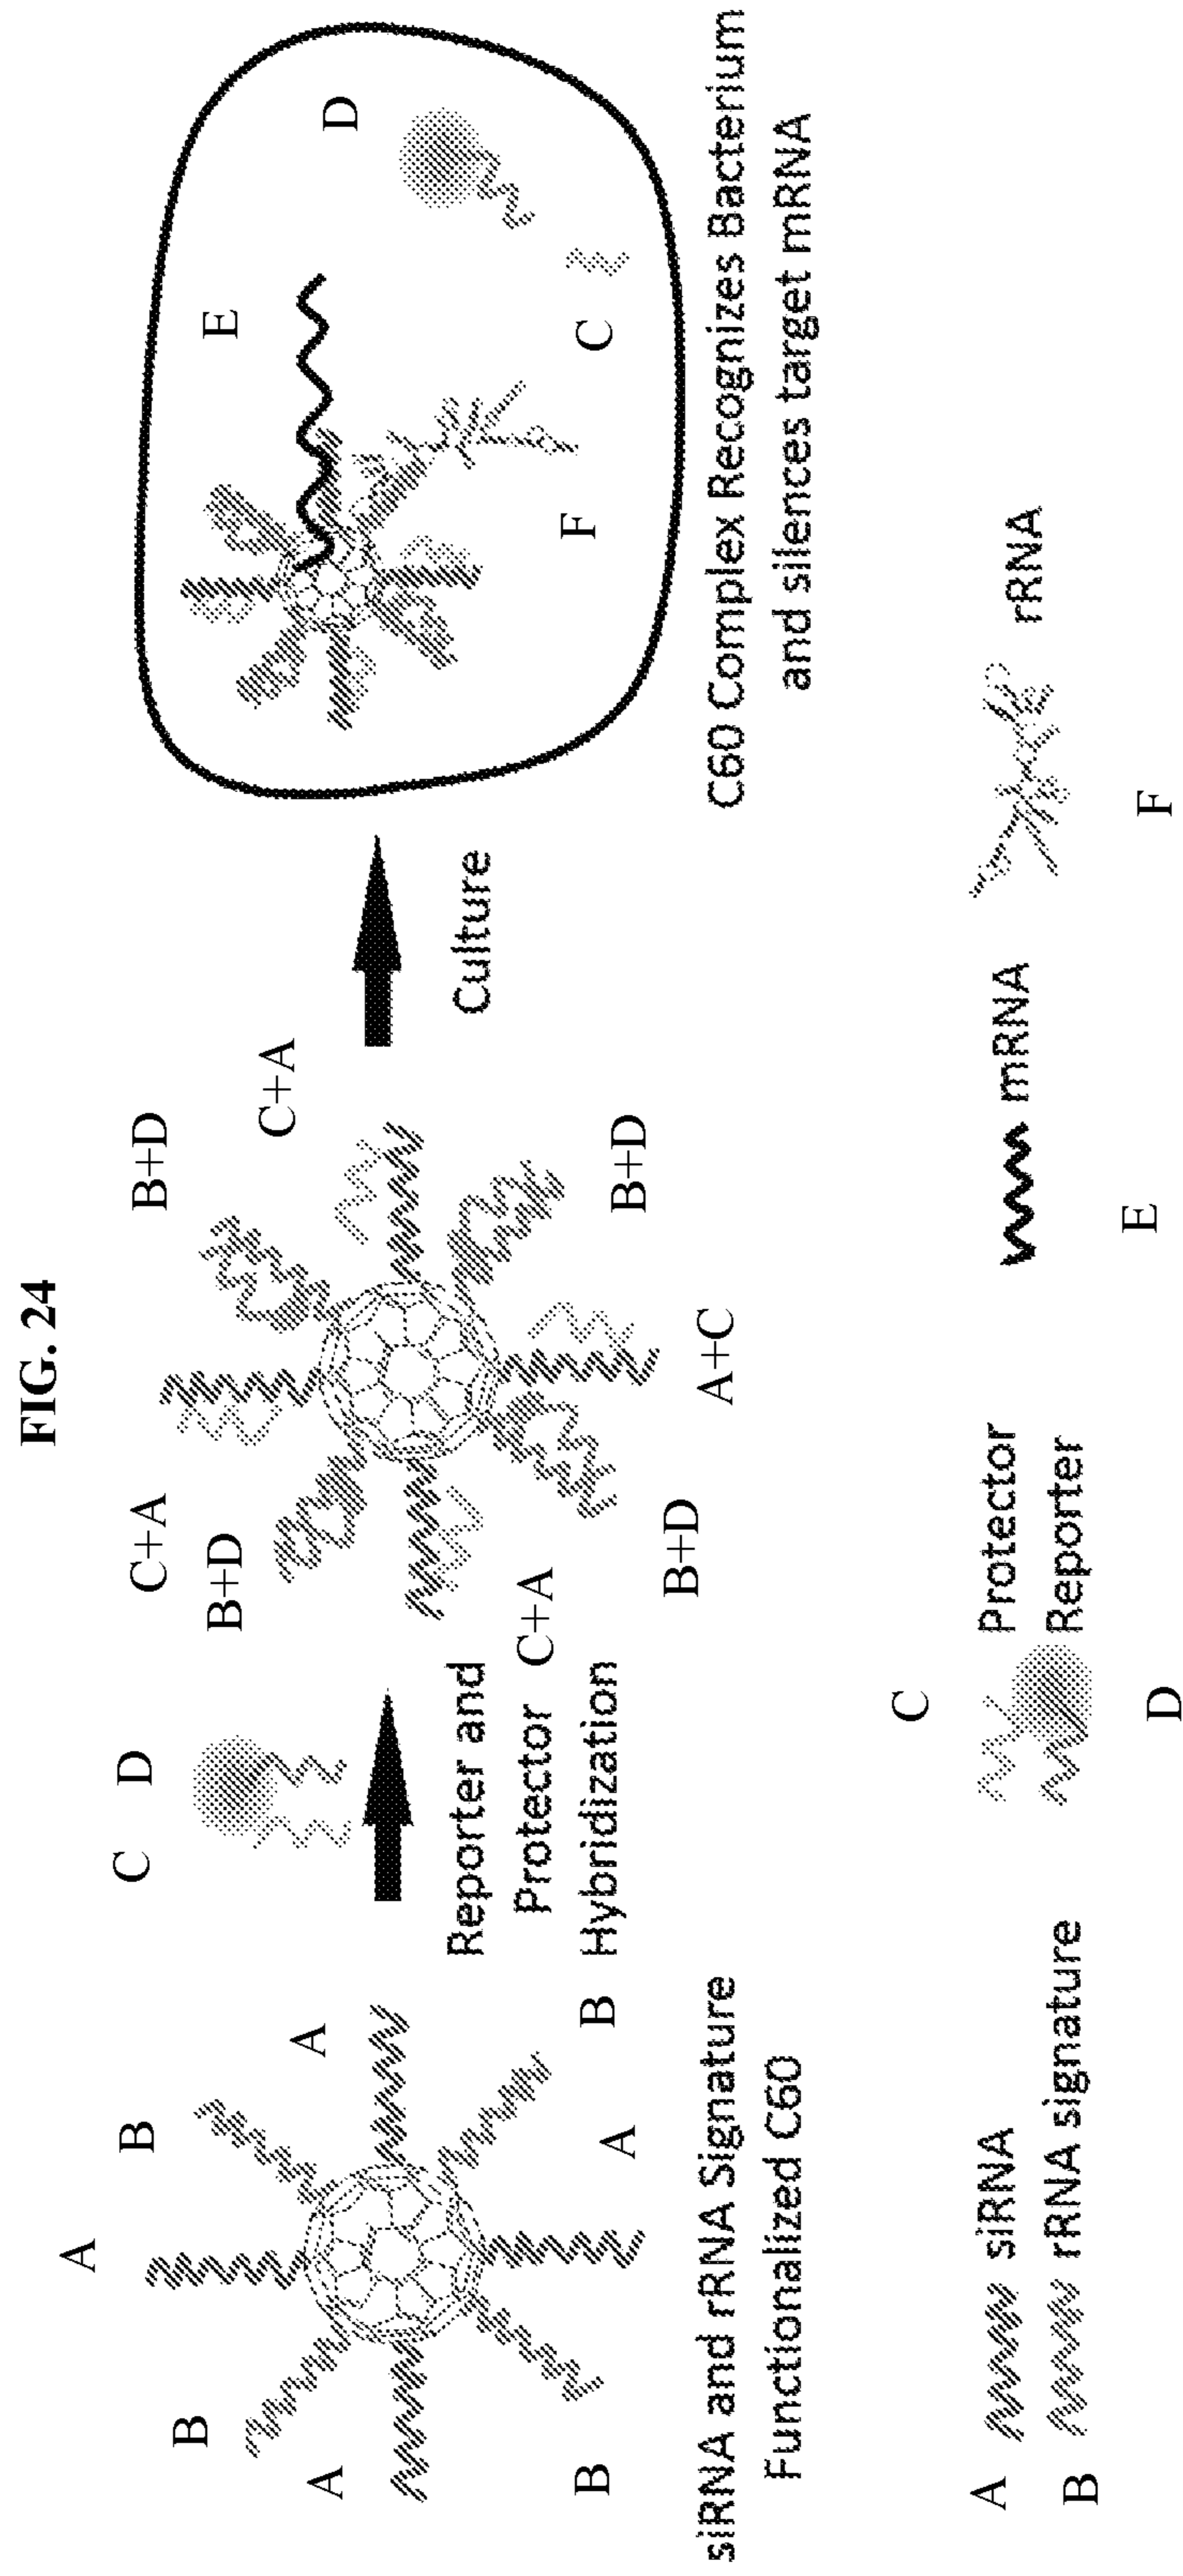 FIG. 24
A
B
B
A
A
B
A
B
siRNA and rRNA Signature
Functionalized C60
C
D
Reporter and
Protector
Hybridization
C+A
B+D
B+D
C+A
C+A
B+D
B+D
A+C
Culture
E
D
C
F
C60 Complex Recognizes Bacterium
and silences target mRNA
A
siRNA
B
rRNA signature
C
Protector
Reporter
D
mRNA
E
rRNA
F